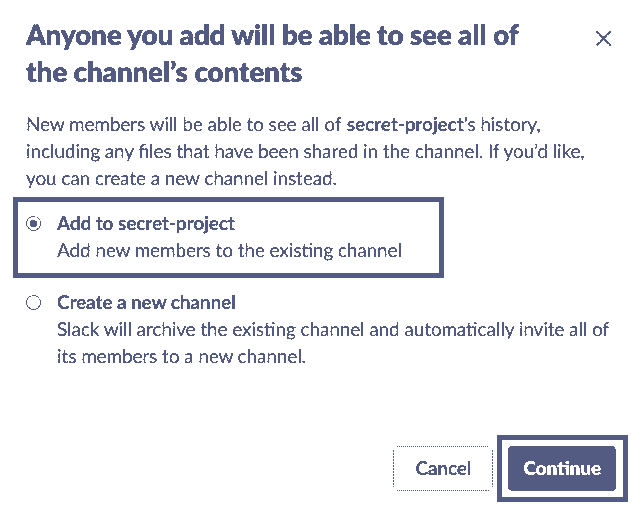 Anyone you add will be able to see all of
the channel’s contents
New members will be able to see all of secret-project's history,
including any files that have been shared in the channel. If you’d like,
you can create a new channel instead.
Add to secret-project
Add new members to the existing channel
Create a new channel
Slack will archive the existing channel and automatically invite all of
its members to a new channel.
Cancel
Continue